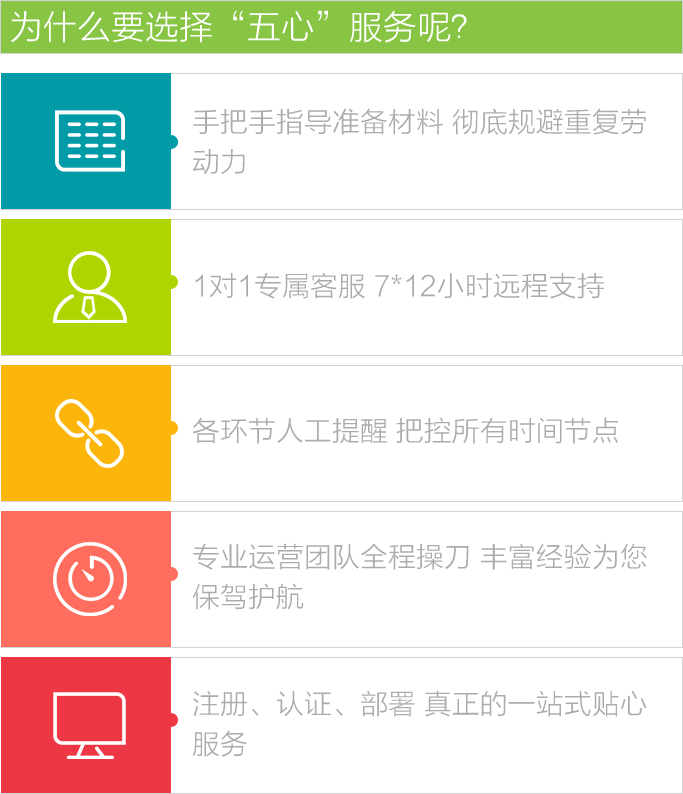 为什么要选择“五心”服务呢？
手把手指导准备材料 彻底规避重复劳
动力
1对1专属客服 7*12小时远程支持
各环节人工提醒 把控所有时间节点
专业运营团队全程操刀 丰富经验为您
保驾护航
注册、认证、部署 真正的一站式贴心
服务